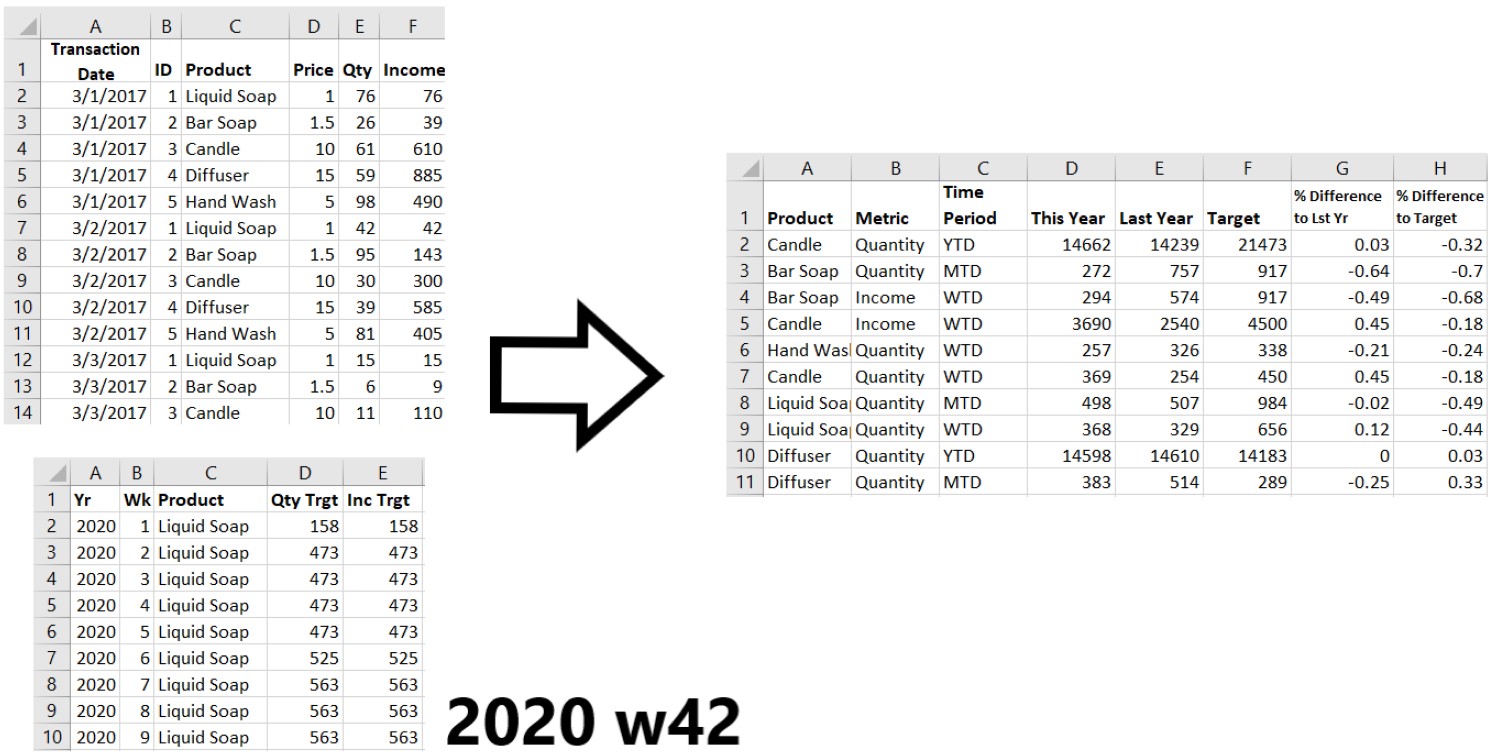 A B C D E F
Transaction
1 Date ID Product Price Qty Income
2 3/1/2017 1 Liquid Soap 1 76 76
3 3/1/2017 2 Bar Soap 1.5 26 39
4 3/1/2017 3 Candle 10 61 610
5 3/1/2017 4 Diffuser 15 59 885
6 3/1/2017 5 Hand Wash 5 98 490
7 3/2/2017 1 Liquid Soap 1 42 42
8 3/2/2017 2 Bar Soap 1.5 95 143
9 3/2/2017 3 Candle 10 30 300
10 3/2/2017 4 Diffuser 15 39 585
11 3/2/2017 5 Hand Wash 5 81 405
12 3/3/2017 1 Liquid Soap 1 15 15
13 3/3/2017 2 Bar Soap 1.5 6 9
14 3/3/2017 3 Candle 10 11 110
A B C D E
1 Yr Wk Product Qty Trgt Inc Trgt
2 2020 1 Liquid Soap 158 158
3 2020 2 Liquid Soap 473 473
4 2020 3 Liquid Soap 473 473
5 2020 4 Liquid Soap 473 473
6 2020 5 Liquid Soap 473 473
7 2020 6 Liquid Soap 525 525
8 2020 7 Liquid Soap 563 563
9 2020 8 Liquid Soap 563 563
10 2020 9 Liquid Soap 563 563
2020 w42
A B C D E F G H
Time % Difference % Difference
1 Product Metric Period This Year Last Year Target to Lst Yr to Target
2 Candle Quantity YTD 14662 14239 21473 0.03 -0.32
3 Bar Soap Quantity MTD 272 757 917 -0.64 -0.7
4 Bar Soap Income WTD 294 574 917 -0.49 -0.68
5 Candle Income WTD 3690 2540 4500 0.45 -0.18
6 Hand Was Quantity WTD 257 326 338 -0.21 -0.24
7 Candle Quantity WTD 369 254 450 0.45 -0.18
8 Liquid Soa Quantity MTD 498 507 984 -0.02 -0.49
9 Liquid Soa Quantity WTD 368 329 656 0.12 -0.44
10 Diffuser Quantity YTD 14598 14610 14183 0 0.03
11 Diffuser Quantity MTD 383 514 289 -0.25 0.33